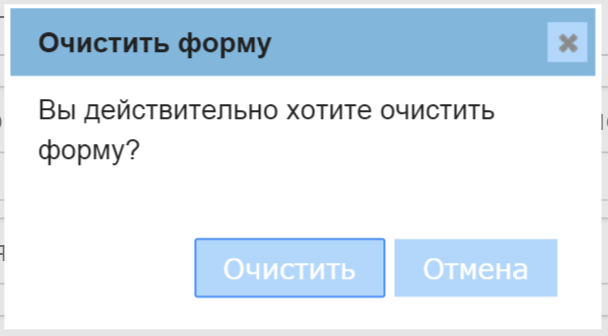 Очистить форму
Вы действительно хотите очистить
форму?
Очистить Отмена